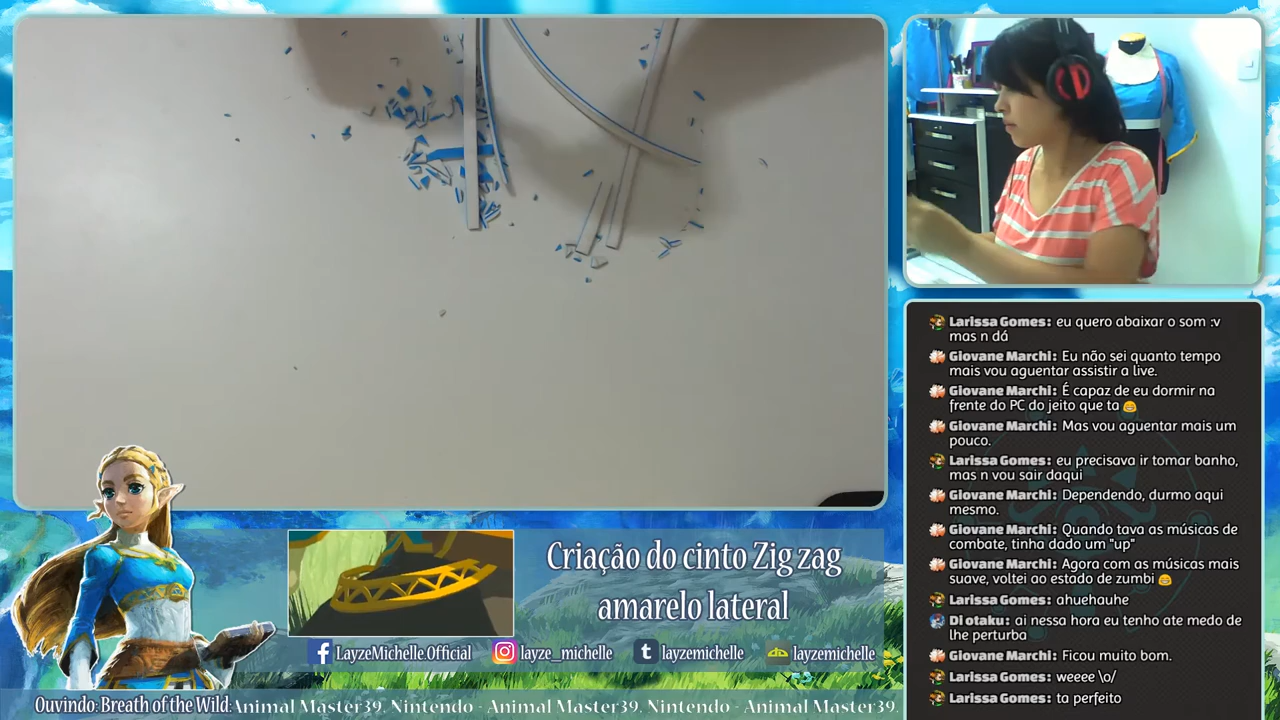 Larissa Gomes: eu quero abaixar o som :v
mas n dá
Giovane Marchi: Eu não sei quanto tempo
mais vou aguentar assistir a live.
Giovane Marchi: É capaz de eu dormir na
frente do PC do jeito que ta 😂
Giovane Marchi: Mas vou aguentar mais um
pouco.
Larissa Gomes: eu precisava ir tomar banho,
mas n vou sair daqui
Giovane Marchi: Dependendo, durmo aqui
mesmo.
Giovane Marchi: Quando tava as músicas de
combate, tinha dado um "up"
Giovane Marchi: Agora com as músicas mais
suave, voltei ao estado de zumbi 😂
Larissa Gomes: ahuehauhe
Di otaku: ai nessa hora eu tenho ate medo de
lhe perturba
Giovane Marchi: Ficou muito bom.
Larissa Gomes: weeee \o/
Larissa Gomes: ta perfeito
Criação do cinto Zig zag
amarelo lateral
LayzeMichelle.Official layze_michelle layzemichelle layzemichelle
Ouvindo: Breath of the Wild: Animal Master39. Nintendo - Animal Master39. Nintendo - Animal Master39.